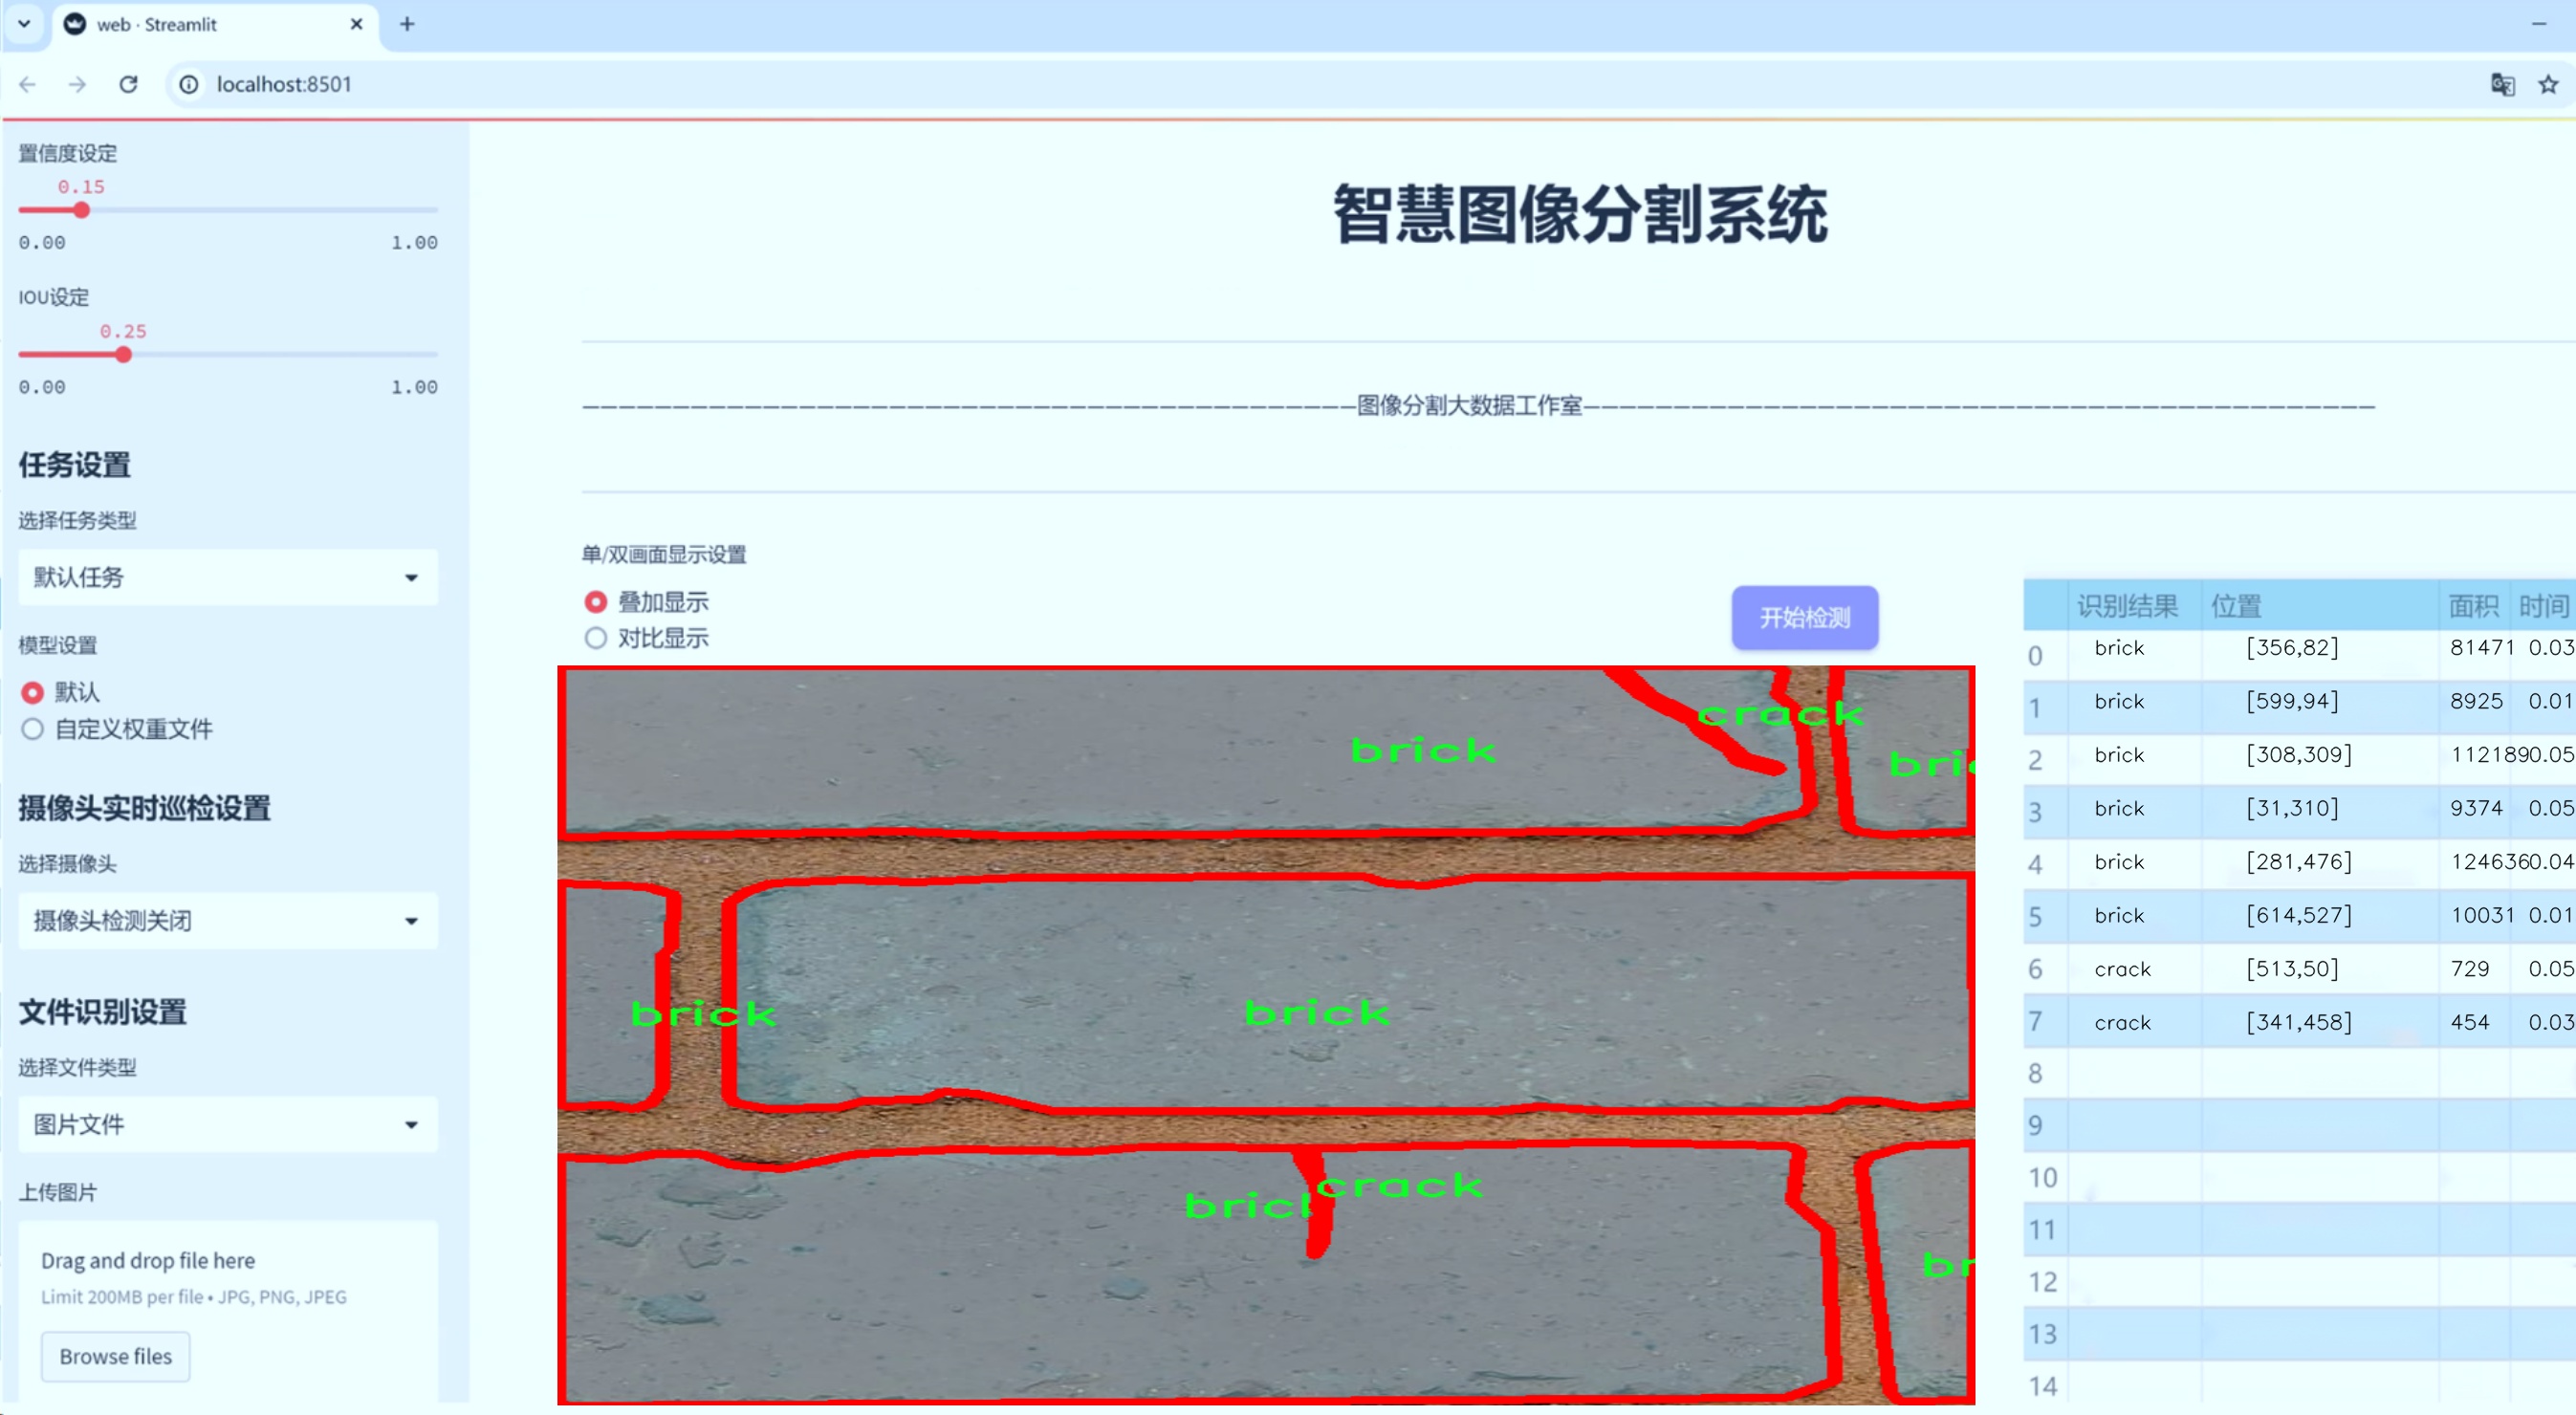 web · Streamlit
localhost:8501
置信度设定
0.15
0.00 1.00
IOU设定
0.25
0.00 1.00
任务设置
选择任务类型
默认任务
模型设置
默认
自定义权重文件
摄像头实时巡检设置
选择摄像头
摄像头检测关闭
文件识别设置
选择文件类型
图片文件
上传图片
Drag and drop file here
Limit 200MB per file • JPG, PNG, JPEG
Browse files
智慧图像分割系统
图像分割大数据工作室
单/双画面显示设置
叠加显示
对比显示
开始检测
crack
brick
bric
brick
brick
crack
bricl
br
识别结果 位置 面积 时间
0 brick [356,82] 81471 0.03
1 brick [599,94] 8925 0.01
2 brick [308,309] 112189 0.05
3 brick [31,310] 9374 0.05
4 brick [281,476] 124636 0.04
5 brick [614,527] 10031 0.01
6 crack [513,50] 729 0.05
7 crack [341,458] 454 0.03
8
9
10
11
12
13
14